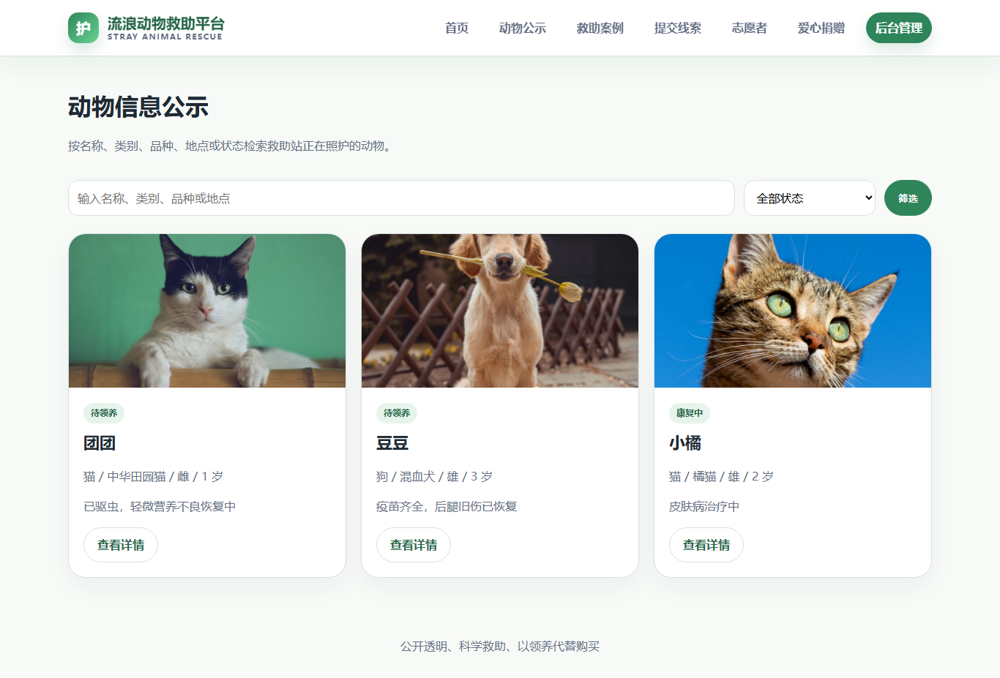 护
流浪动物救助平台
STRAY ANIMAL RESCUE
首页 动物公示 救助案例 提交线索 志愿者 爱心捐赠 后台管理
动物信息公示
按名称、类别、品种、地点或状态检索救助站正在照护的动物。
输入名称、类别、品种或地点 全部状态 筛选
待领养
团团
猫 / 中华田园猫 / 雌 / 1 岁
已驱虫，轻微营养不良恢复中
查看详情
待领养
豆豆
狗 / 混血犬 / 雄 / 3 岁
疫苗齐全，后腿旧伤已恢复
查看详情
康复中
小橘
猫 / 橘猫 / 雄 / 2 岁
皮肤病治疗中
查看详情
公开透明、科学救助、以领养代替购买